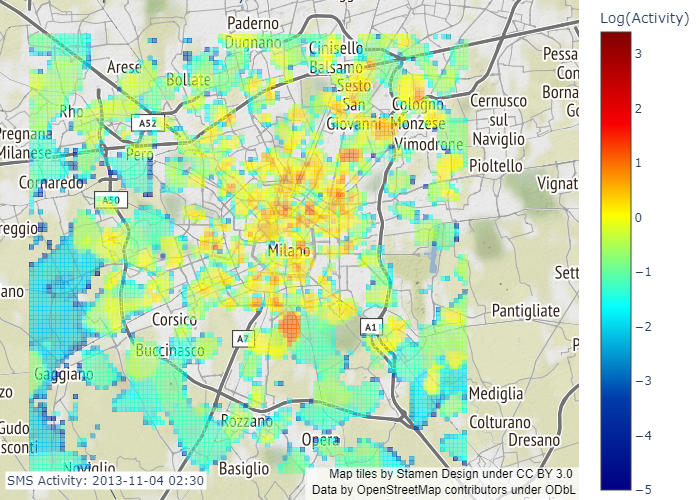 Log(Activity)
Paderno
Dugnano
Cinisello
Balsamo
Arese
Bollate
Sesto
San
Giovanni
Cologno
Monzese
Cernusco
sul
Naviglio
Pessa
Con
Borna
Go
Rho
A52
Pregnana
Milanese
Pero
Vimodrone
Pioltello
Cornaredo
A50
Vignat
reggio
Milano
Sett
ano
Corsico
A7
A1
Pantigliate
P
Buccinasco
Gaggiano
zo
Mediglia
Gudo
sconti
Rozzano
Opera
Colturano
Dresano
Noviglio
Basiglio
3
2
1
0
−1
−2
−3
−4
−5
SMS Activity: 2013-11-04 02:30
Map tiles by Stamen Design under CC BY 3.0
Data by OpenStreetMap contributors under ODbL